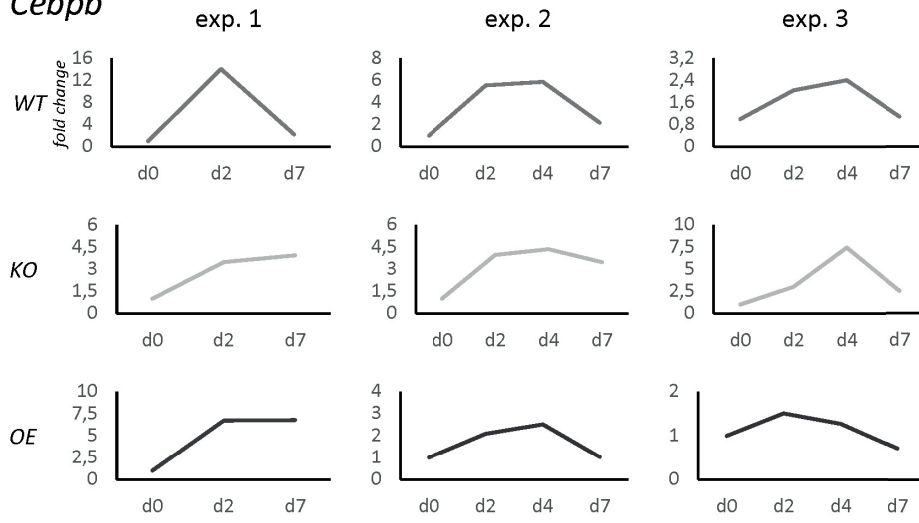 Cebpb
exp. 1 exp. 2 exp. 3
WT
fold change
16
12
8
4
0
d0 d2 d7
8
6
4
2
0
d0 d2 d4 d7
3,2
2,4
1,6
0,8
0
d0 d2 d4 d7
KO
6
4,5
3
1,5
0
d0 d2 d7
6
4,5
3
1,5
0
d0 d2 d4 d7
10
7,5
5
2,5
0
d0 d2 d4 d7
OE
10
7,5
5
2,5
0
d0 d2 d7
4
3
2
1
0
d0 d2 d4 d7
2
1
0
d0 d2 d4 d7